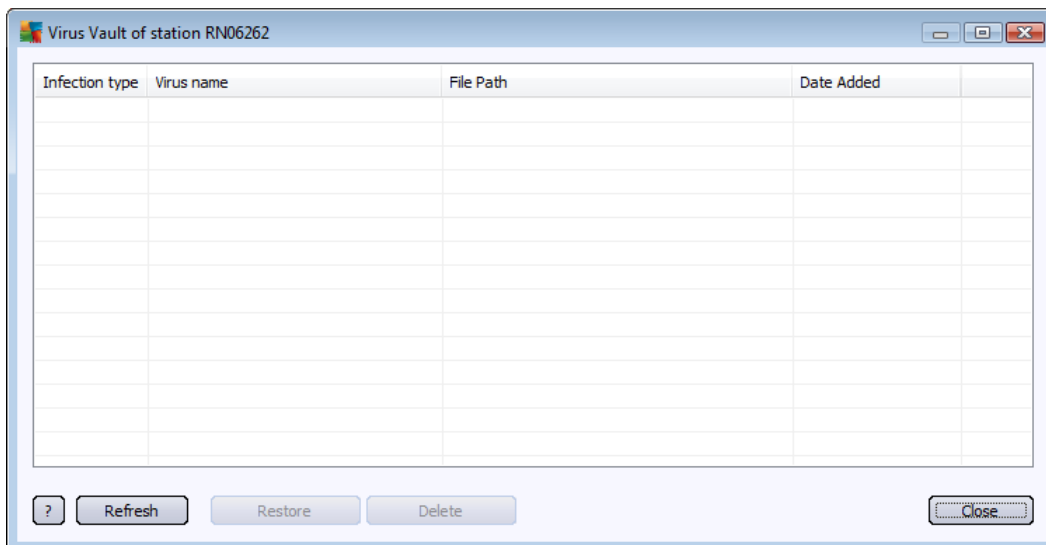 Virus Vault of station RN06262
Infection type Virus name File Path Date Added
? Refresh Restore Delete Close